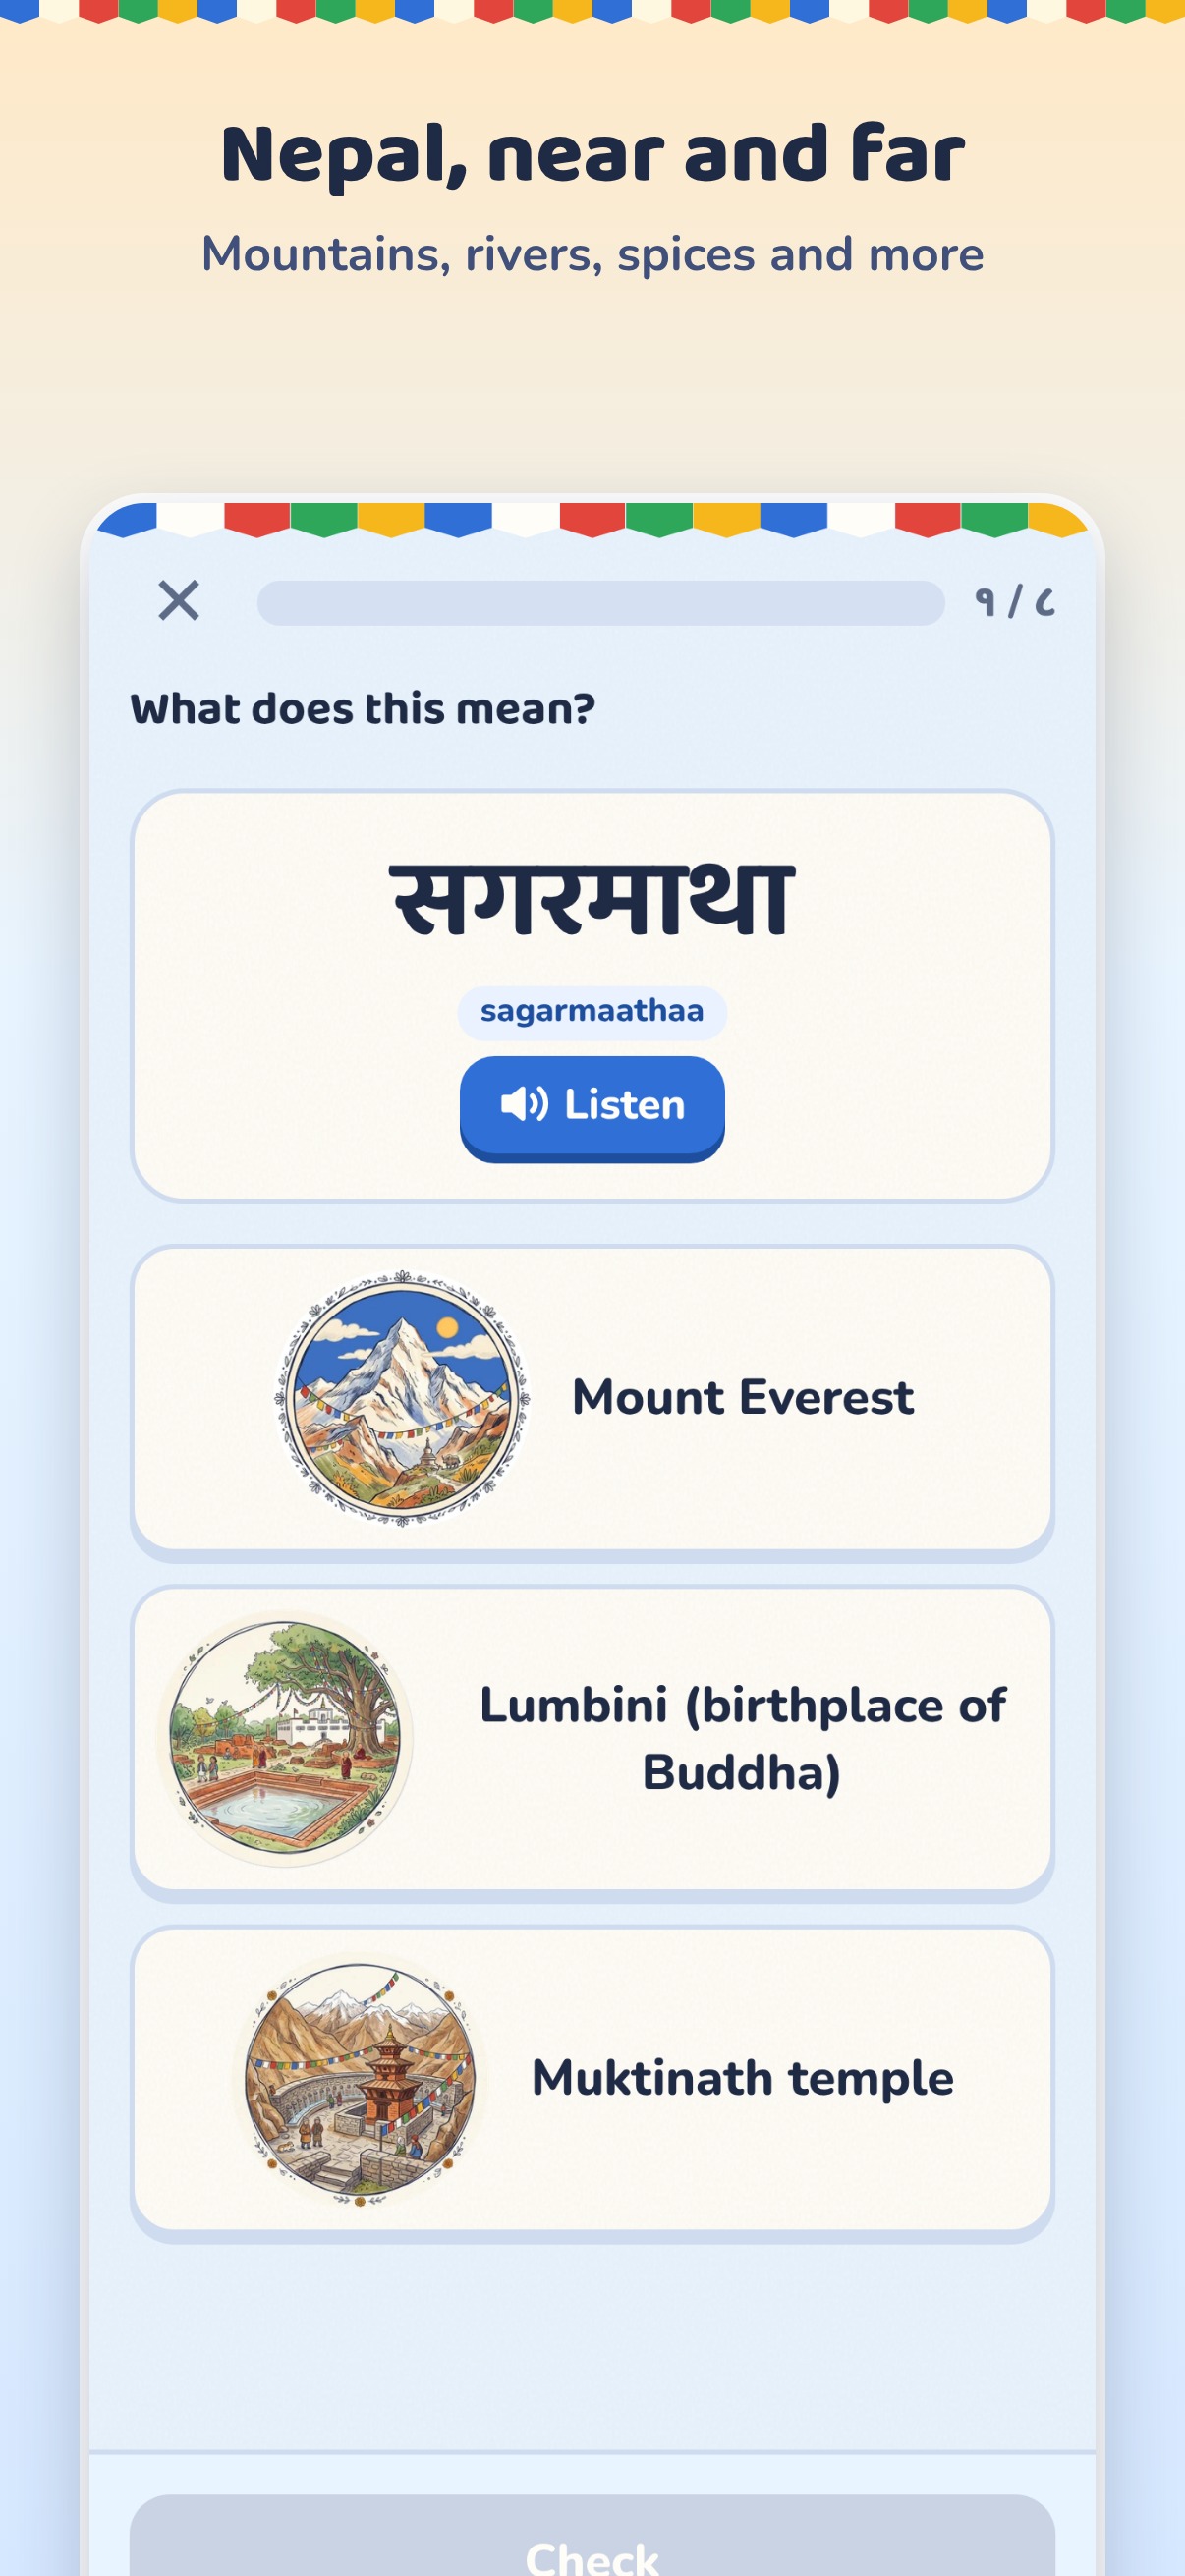 Nepal, near and far
Mountains, rivers, spices and more
१ / ८
What does this mean?
सगरमाथा
sagarmaathaa
Listen
Mount Everest
Lumbini (birthplace of
Buddha)
Muktinath temple
Check